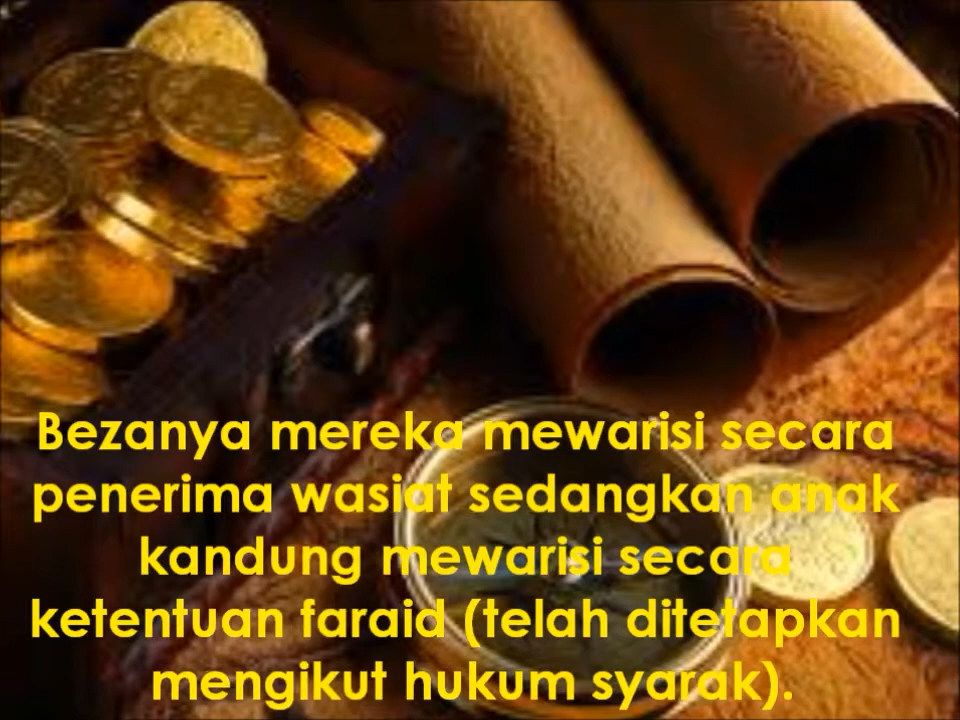 Bezanya mereka mewarisi secara
penerima wasiat sedangkan anak
kandung mewarisi secara
ketentuan faraid (telah ditetapkan
mengikut hukum syarak).